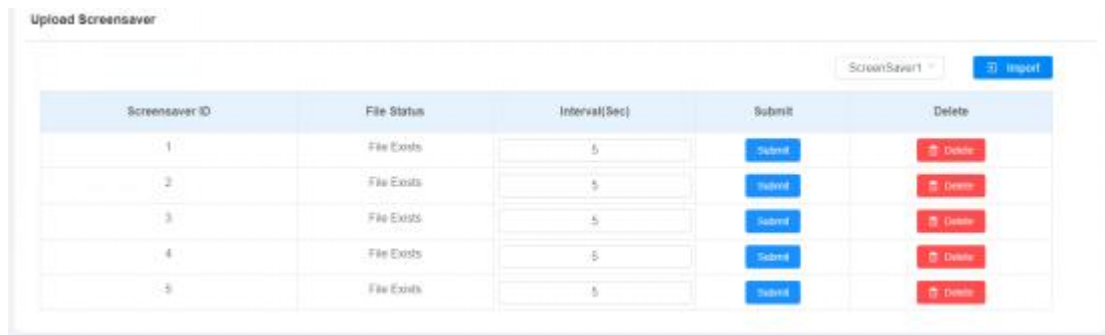 Upload Screensaver
ScreenSaver1 Import
Screensaver ID File Status Interval(Sec) Submit Delete
1 File Exists 5 Submit Delete
2 File Exists 5 Submit Delete
3 File Exists 5 Submit Delete
4 File Exists 5 Submit Delete
5 File Exists 5 Submit Delete